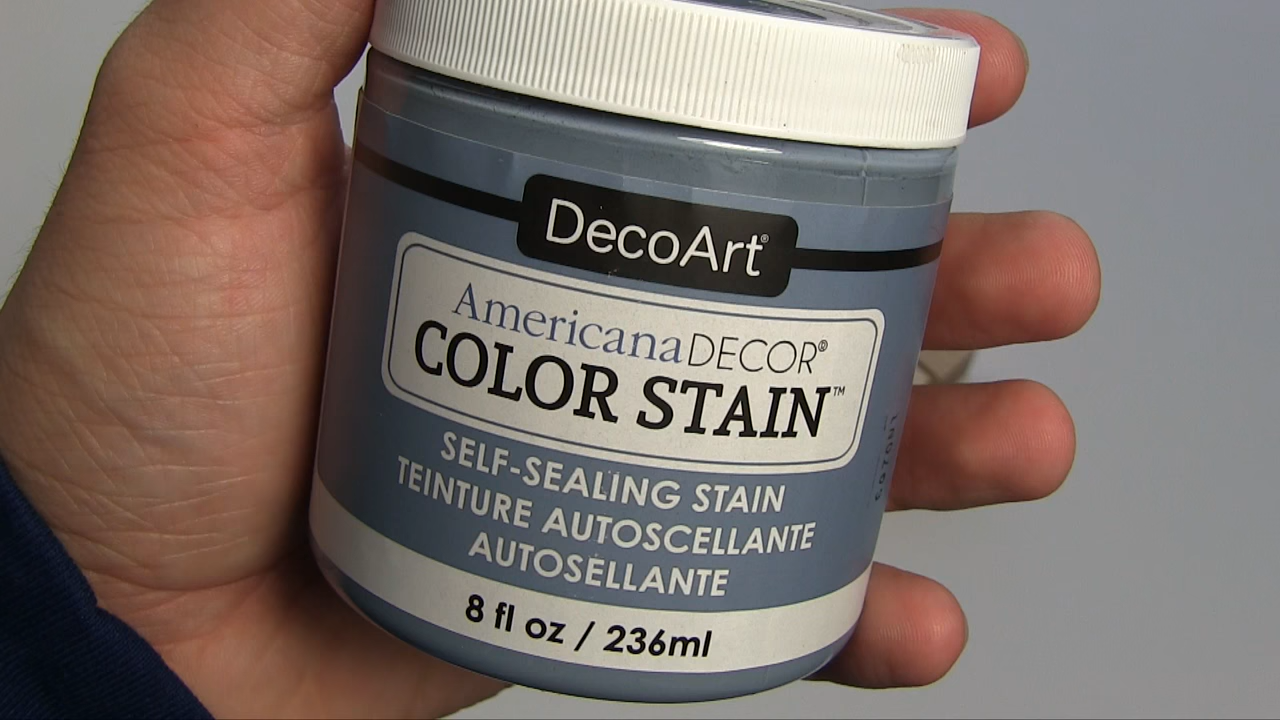 DecoArt®
AmericanaDECOR®
COLOR STAIN™
SELF-SEALING STAIN
TEINTURE AUTOSCELLANTE
AUTOSELLANTE
8 fl oz / 236ml